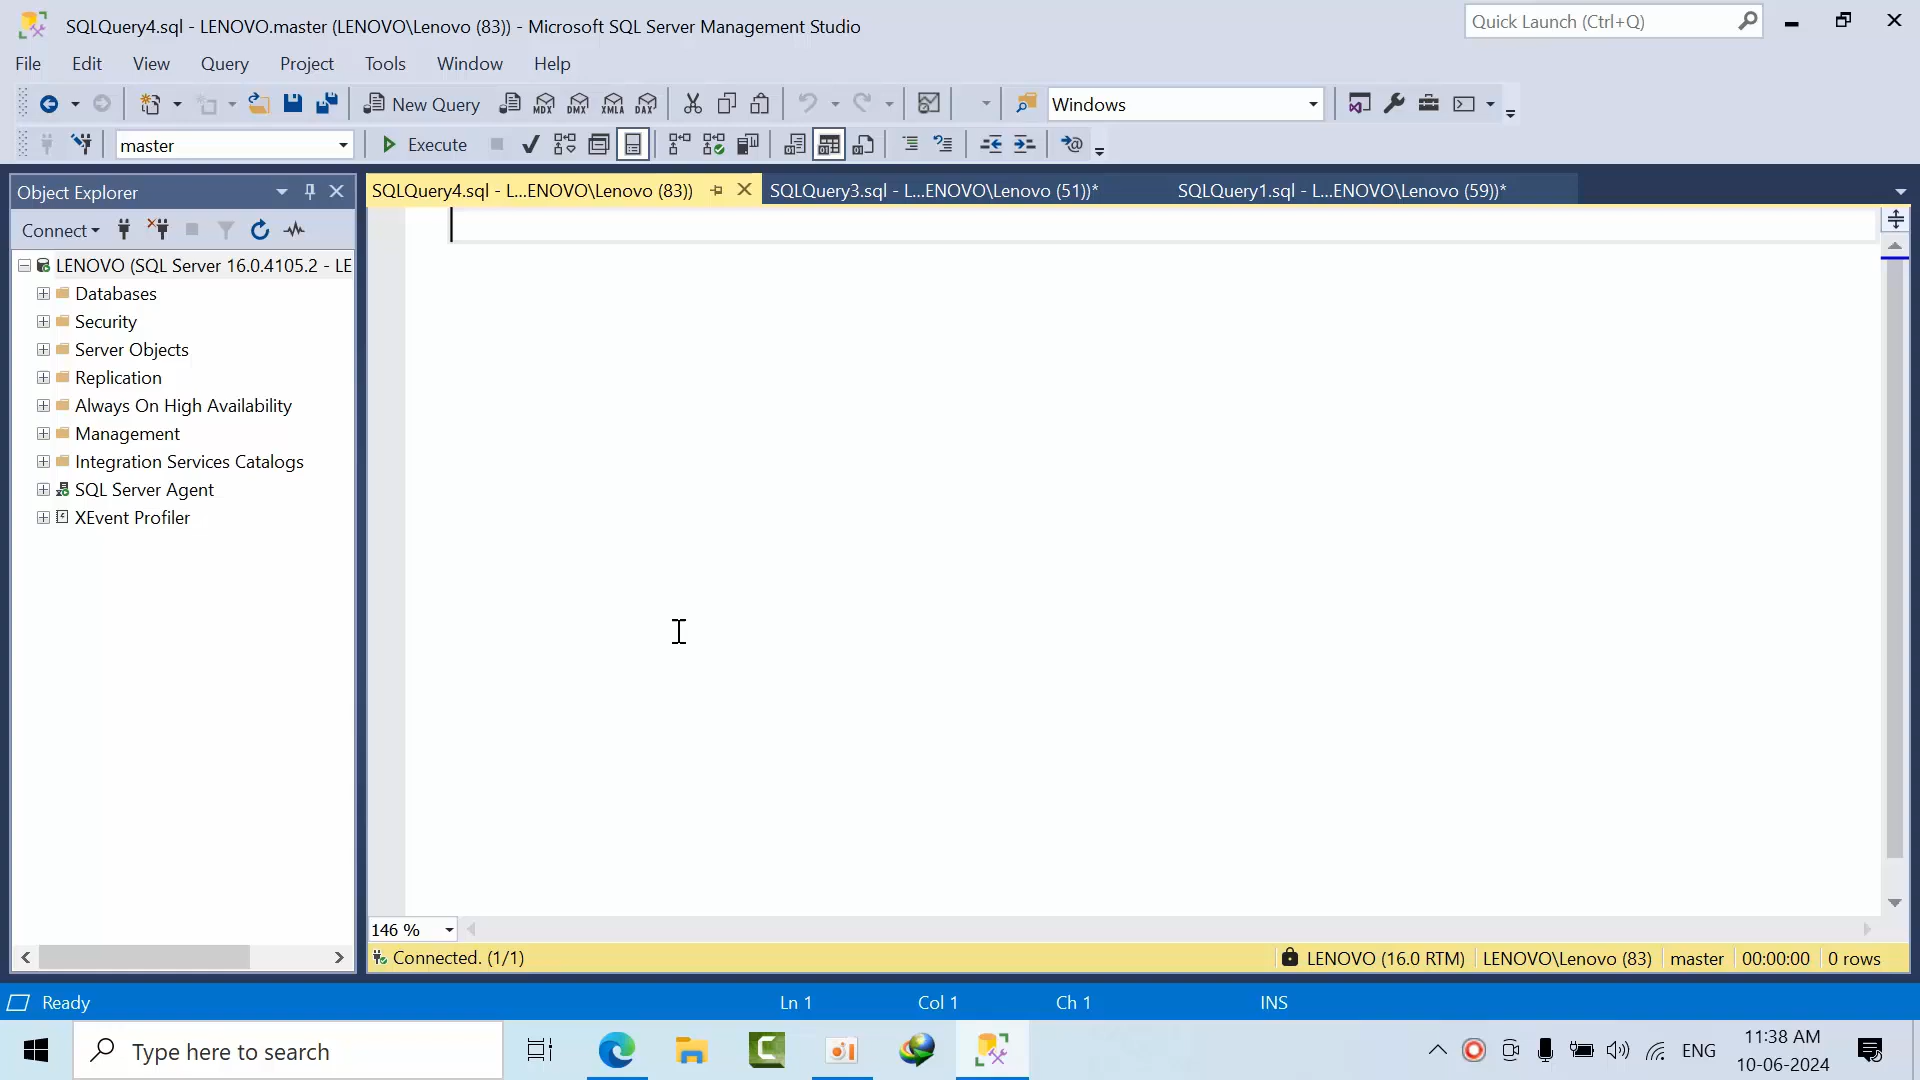 SQLQuery4.sql - LENOVO.master (LENOVO\Lenovo (83)) - Microsoft SQL Server Management Studio
Quick Launch (Ctrl+Q)
File Edit View Query Project Tools Window Help
New Query MDX DMX XMLA DAX Windows
master Execute
Object Explorer
SQLQuery4.sql - L...ENOVO\Lenovo (83)) SQLQuery3.sql - L...ENOVO\Lenovo (51))* SQLQuery1.sql - L...ENOVO\Lenovo (59))*
Connect
LENOVO (SQL Server 16.0.4105.2 - LE
Databases
Security
Server Objects
Replication
Always On High Availability
Management
Integration Services Catalogs
SQL Server Agent
XEvent Profiler
146 %
Connected. (1/1) LENOVO (16.0 RTM) LENOVO\Lenovo (83) master 00:00:00 0 rows
Ready Ln 1 Col 1 Ch 1 INS
Type here to search
ENG
11:38 AM
10-06-2024